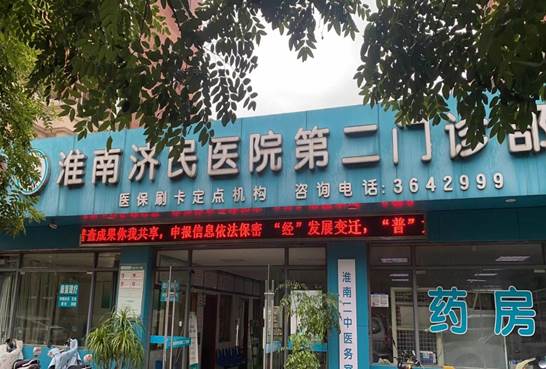 淮南济民医院第二门诊部
医保刷卡定点机构 咨询电话:3642999
查成果你我共享,申报信息依法保密 “经”发展变迁,“普”
淮南一中医务室
药房